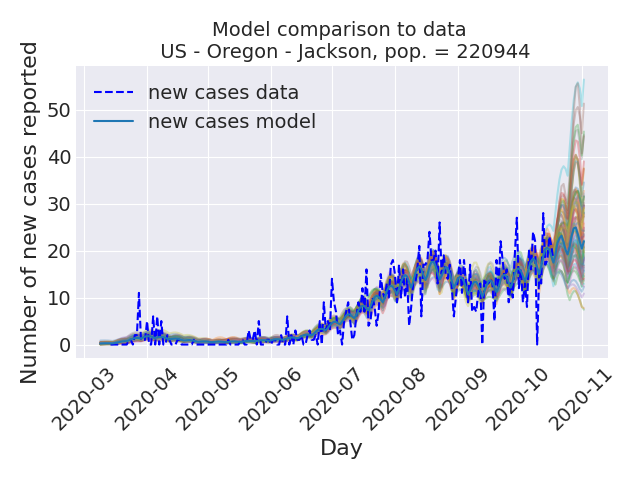 Model comparison to data
US - Oregon - Jackson, pop. = 220944
new cases data
new cases model
Number of new cases reported
50
40
30
20
10
0
2020-03
2020-04
2020-05
2020-06
2020-07
2020-08
2020-09
2020-10
2020-11
Day